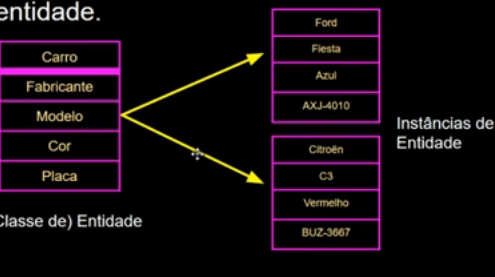 entidade.
Carro
Fabricante
Modelo
Cor
Placa
Classe de) Entidade
Ford
Fiesta
Azul
AXJ-4010
Citroën
C3
Vermelho
BUZ-3667
Instâncias de
Entidade